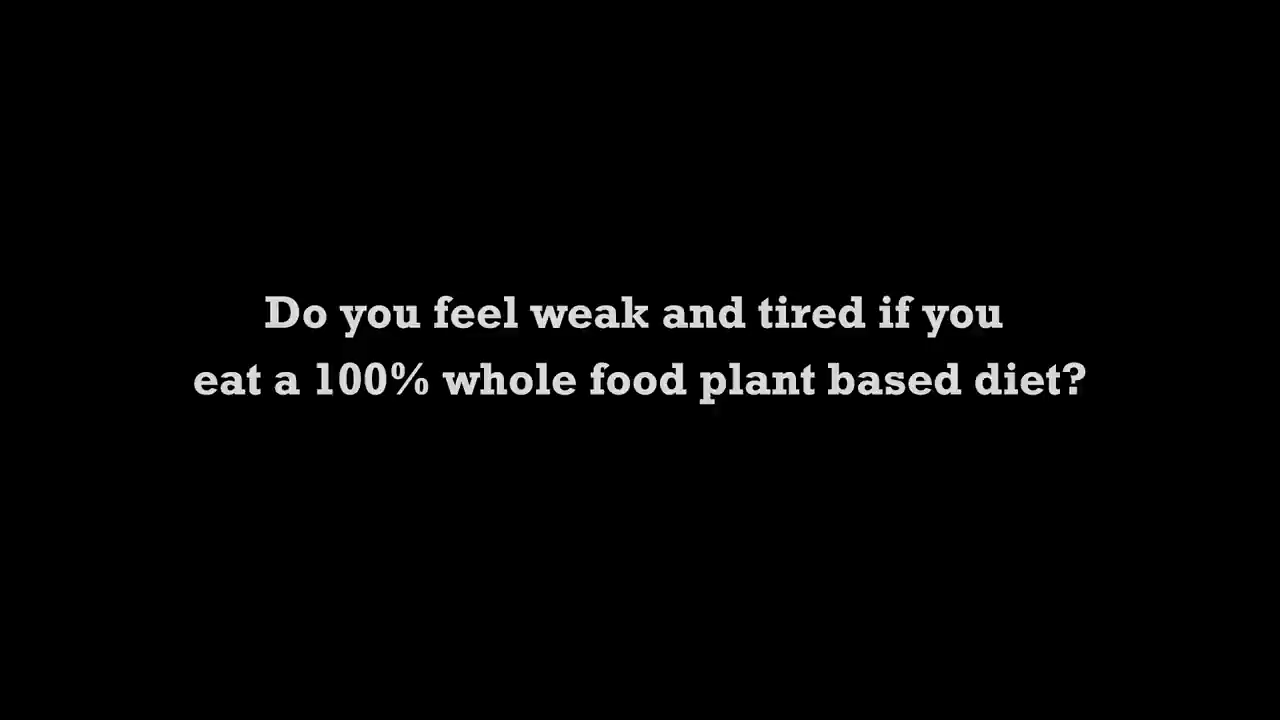 Do you feel weak and tired if you
eat a 100% whole food plant based diet?